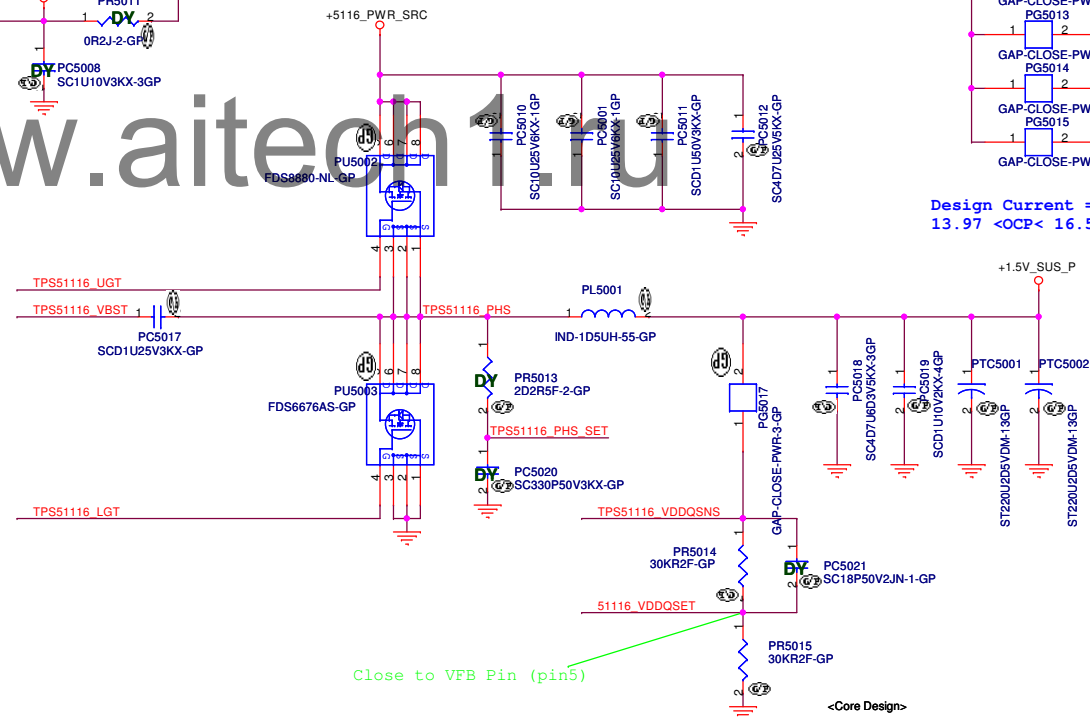 PR5011
DY
0R2J-2-GP
DY
PC5008
SC1U10V3KX-3GP
+5116_PWR_SRC
PC5010
SC10U25V6KX-1GP
PC5001
SC10U25V6KX-1GP
PC5011
SCD1U50V3KX-GP
PC5012
SC4D7U25V5KX-GP
GAP-CLOSE-PW
PG5013
GAP-CLOSE-PW
PG5014
GAP-CLOSE-PW
PG5015
GAP-CLOSE-PW
w.aitech1.ru
PU5002
FDS8880-NL-GP
Design Current =
13.97 <OCP< 16.5
+1.5V_SUS_P
TPS51116_UGT
TPS51116_VBST
PC5017
SCD1U25V3KX-GP
TPS51116_PHS
PL5001
IND-1D5UH-55-GP
PU5003
FDS6676AS-GP
DY
PR5013
2D2R5F-2-GP
TPS51116_PHS_SET
DY
PC5020
SC330P50V3KX-GP
PG5017
GAP-CLOSE-PWR-3-GP
PC5018
SC4D7U6D3V5KX-3GP
PC5019
SCD1U10V2KX-4GP
PTC5001
ST220U2D5VDM-13GP
PTC5002
ST220U2D5VDM-13GP
TPS51116_LGT
TPS51116_VDDQSNS
PR5014
30KR2F-GP
DY
PC5021
SC18P50V2JN-1-GP
51116_VDDQSET
PR5015
30KR2F-GP
Close to VFB Pin (pin5)
<Core Design>